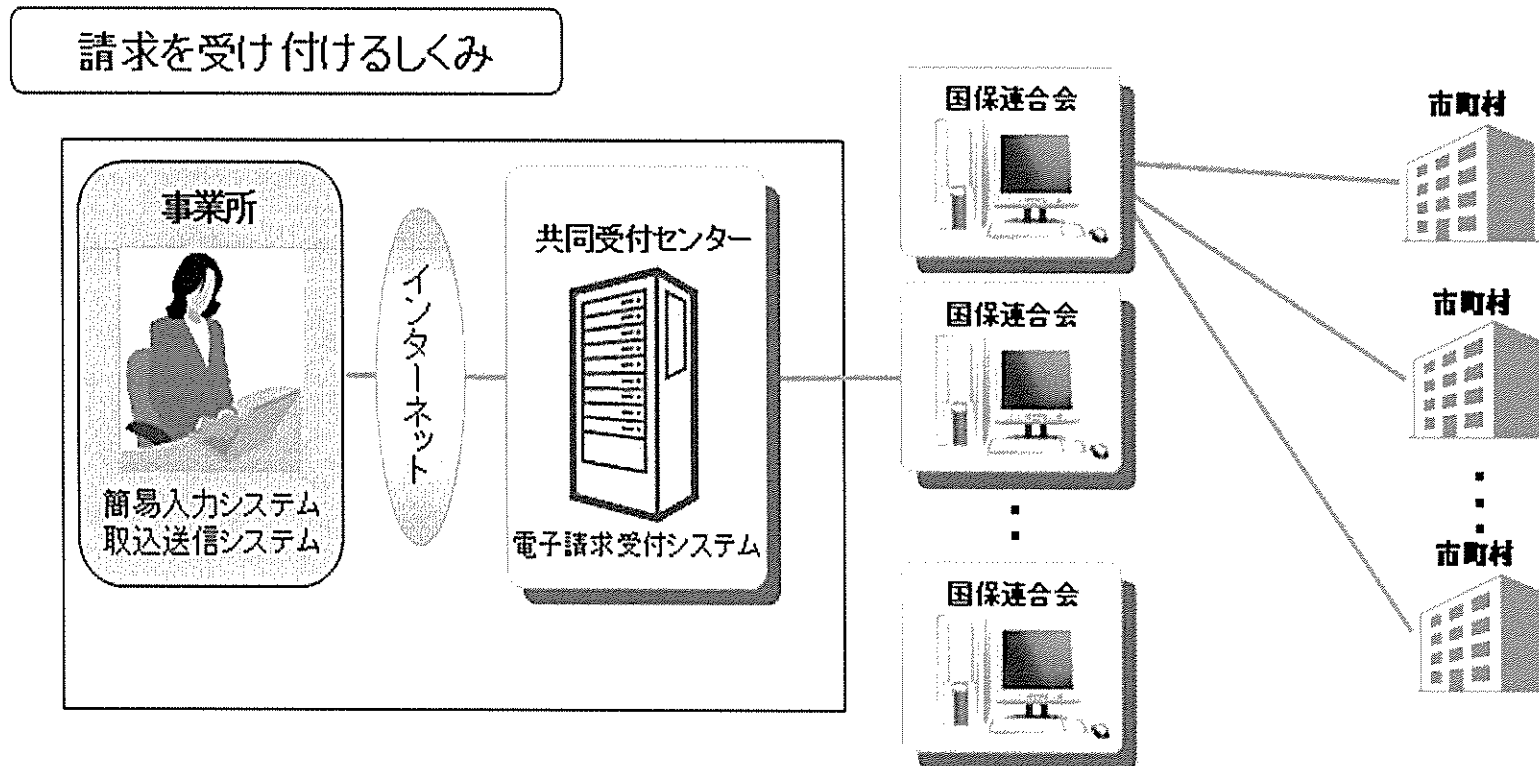 請求を受け付けるしくみ
事業所
簡易入力システム
取込送信システム
インターネット
共同受付センター
電子請求受付システム
国保連合会
国保連合会
国保連合会
市町村
市町村
市町村